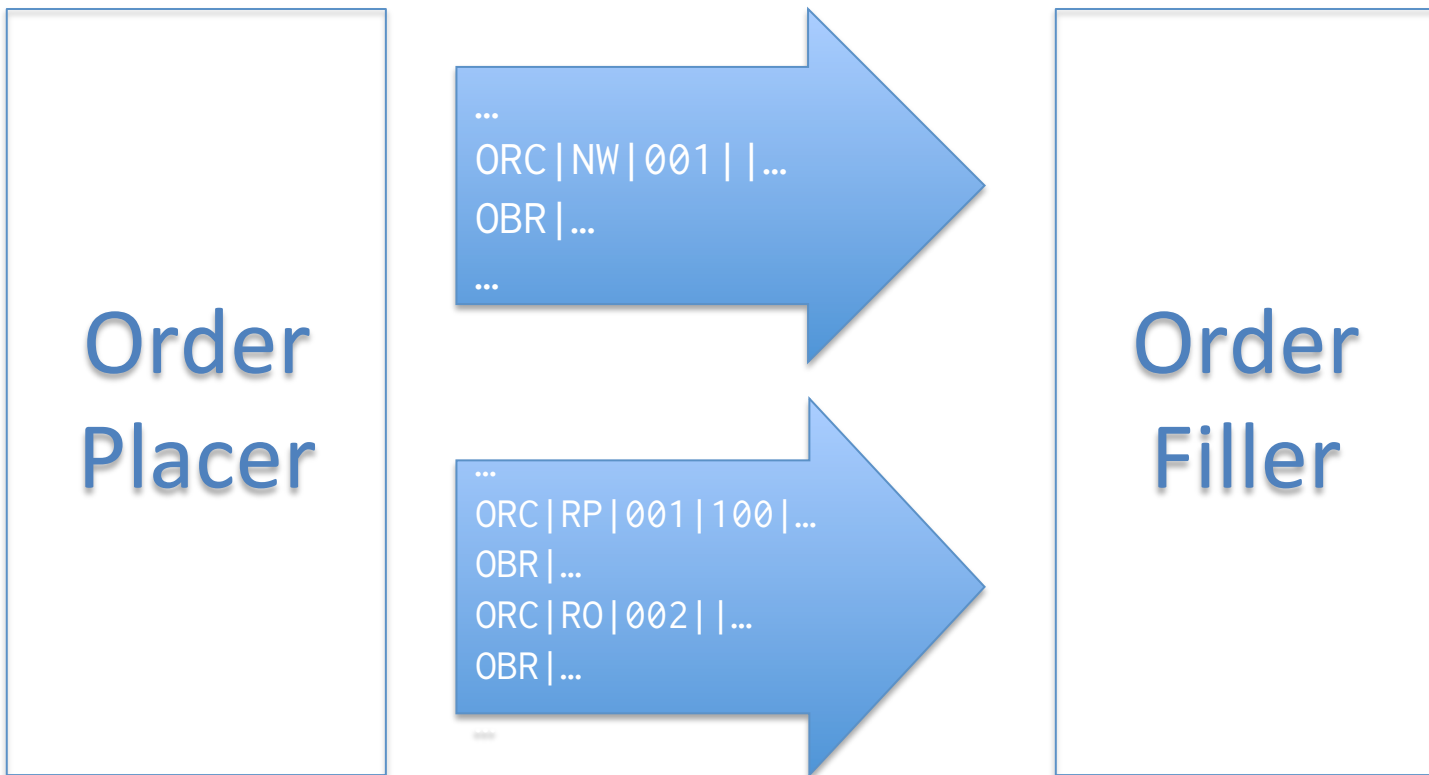 Order
Placer
…
ORC|NW|001||…
OBR|…
…
…
ORC|RP|001|100|…
OBR|…
ORC|RO|002||…
OBR|…
…
Order
Filler